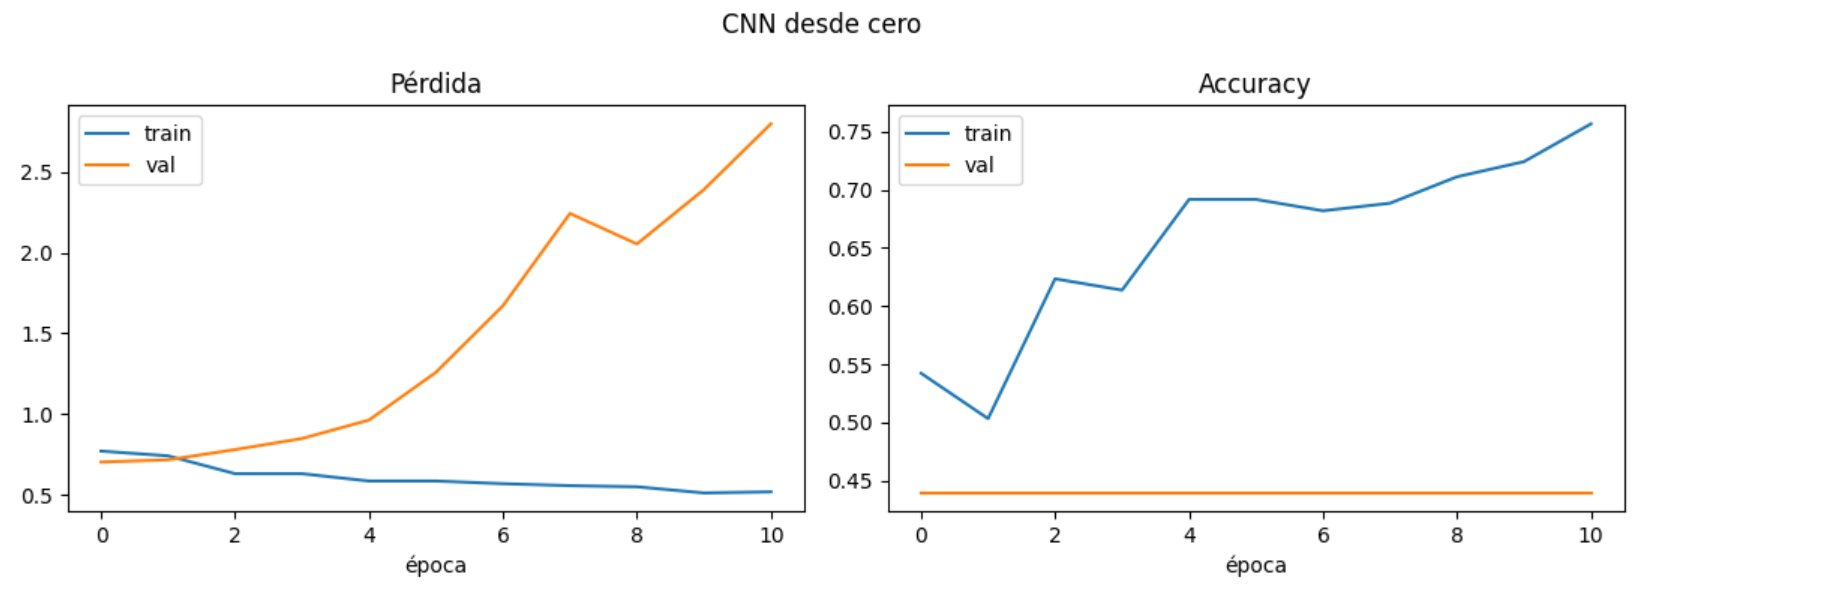 CNN desde cero
Pérdida
train
val
2.5
2.0
1.5
1.0
0.5
0 2 4 6 8 10
época
Accuracy
train
val
0.75
0.70
0.65
0.60
0.55
0.50
0.45
0 2 4 6 8 10
época